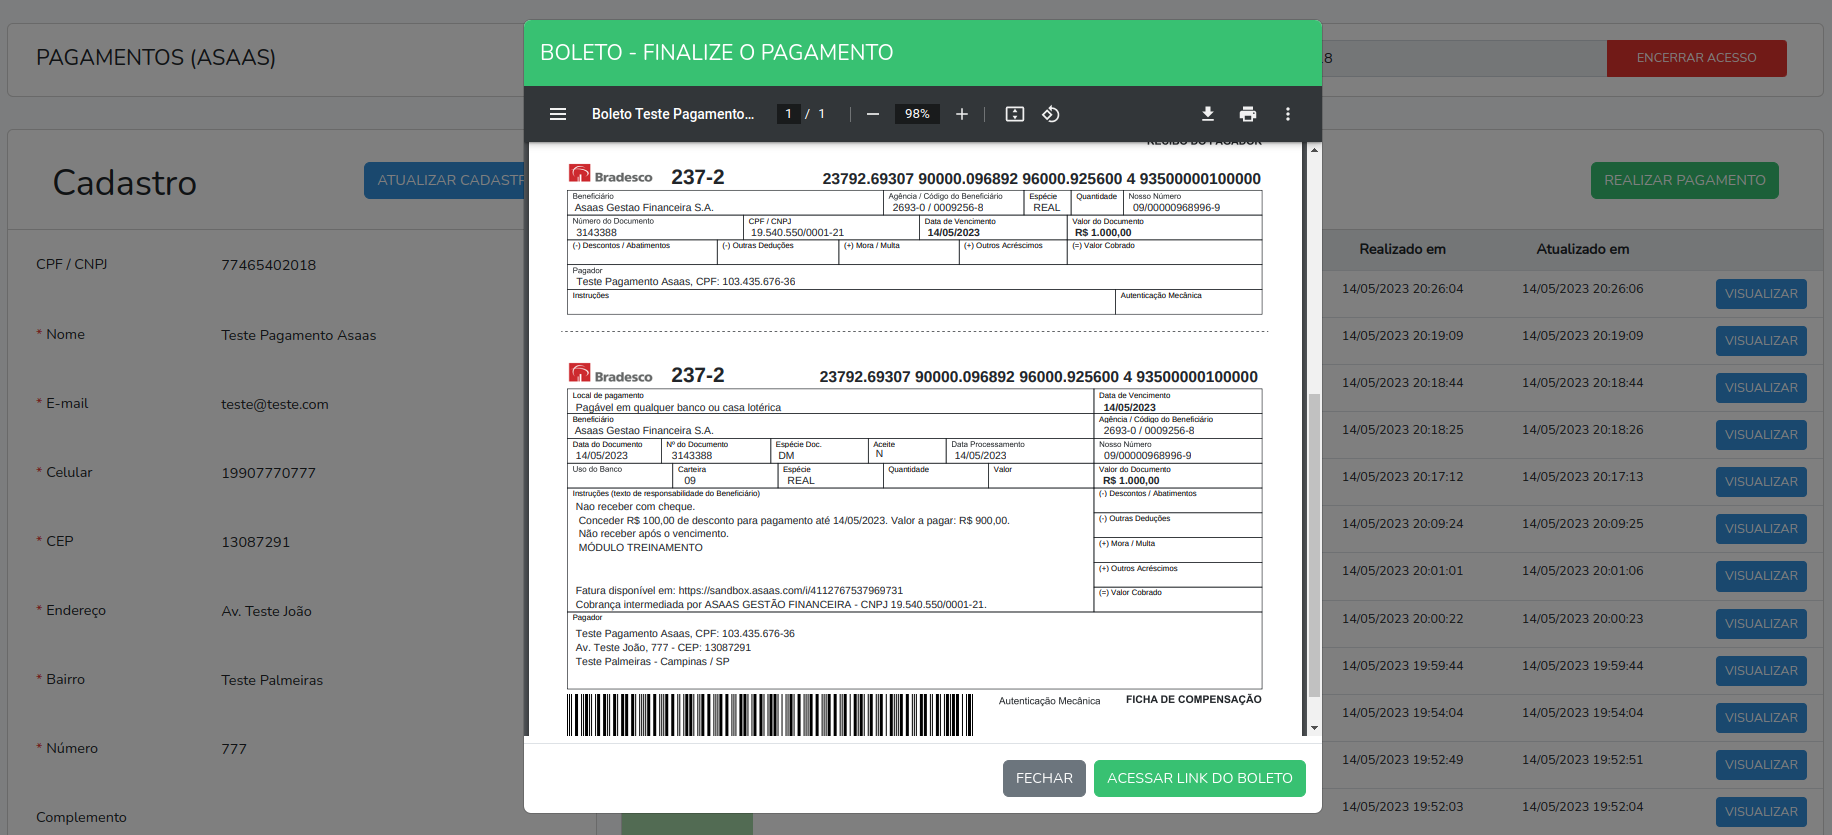 PAGAMENTOS (ASAAS)
8
ENCERRAR ACESSO
Cadastro
ATUALIZAR CADAST
REALIZAR PAGAMENTO
CPF / CNPJ
77465402018
* Nome
Teste Pagamento Asaas
* E-mail
teste@teste.com
* Celular
19907770777
* CEP
13087291
* Endereço
Av. Teste João
* Bairro
Teste Palmeiras
* Número
777
Complemento
BOLETO - FINALIZE O PAGAMENTO
Boleto Teste Pagamento...
1 / 1
98%
RECIBO DO PAGADOR
Bradesco 237-2 23792.69307 90000.096892 96000.925600 4 93500000100000
Beneficiário Agência / Código do Beneficiário Espécie Quantidade Nosso Número
Asaas Gestao Financeira S.A. 2693-0 / 0009256-8 REAL 09/00000968996-9
Número do Documento CPF / CNPJ Data de Vencimento Valor do Documento
3143388 19.540.550/0001-21 14/05/2023 R$ 1.000,00
(-) Descontos / Abatimentos (-) Outras Deduções (+) Mora / Multa (+) Outros Acréscimos (=) Valor Cobrado
Pagador
Teste Pagamento Asaas, CPF: 103.435.676-36
Instruções Autenticação Mecânica
Bradesco 237-2 23792.69307 90000.096892 96000.925600 4 93500000100000
Local de pagamento Data de Vencimento
Pagável em qualquer banco ou casa lotérica 14/05/2023
Beneficiário Agência / Código do Beneficiário
Asaas Gestao Financeira S.A. 2693-0 / 0009256-8
Data do Documento Nº do Documento Espécie Doc. Aceite Data Processamento Nosso Número
14/05/2023 3143388 DM N 14/05/2023 09/00000968996-9
Uso do Banco Carteira Espécie Quantidade Valor Valor do Documento
09 REAL R$ 1.000,00
Instruções (texto de responsabilidade do Beneficiário) (-) Descontos / Abatimentos
Nao receber com cheque.
Conceder R$ 100,00 de desconto para pagamento até 14/05/2023. Valor a pagar: R$ 900,00.
(-) Outras Deduções
Não receber após o vencimento.
MÓDULO TREINAMENTO
(+) Mora / Multa
(+) Outros Acréscimos
Fatura disponível em: https://sandbox.asaas.com/i/4112767537969731
(=) Valor Cobrado
Cobrança intermediada por ASAAS GESTÃO FINANCEIRA - CNPJ 19.540.550/0001-21.
Pagador
Teste Pagamento Asaas, CPF: 103.435.676-36
Av. Teste João, 777 - CEP: 13087291
Teste Palmeiras - Campinas / SP
Autenticação Mecânica FICHA DE COMPENSAÇÃO
FECHAR
ACESSAR LINK DO BOLETO
Realizado em Atualizado em
14/05/2023 20:26:04 14/05/2023 20:26:06 VISUALIZAR
14/05/2023 20:19:09 14/05/2023 20:19:09 VISUALIZAR
14/05/2023 20:18:44 14/05/2023 20:18:44 VISUALIZAR
14/05/2023 20:18:25 14/05/2023 20:18:26 VISUALIZAR
14/05/2023 20:17:12 14/05/2023 20:17:13 VISUALIZAR
14/05/2023 20:09:24 14/05/2023 20:09:25 VISUALIZAR
14/05/2023 20:01:01 14/05/2023 20:01:06 VISUALIZAR
14/05/2023 20:00:22 14/05/2023 20:00:23 VISUALIZAR
14/05/2023 19:59:44 14/05/2023 19:59:44 VISUALIZAR
14/05/2023 19:54:04 14/05/2023 19:54:04 VISUALIZAR
14/05/2023 19:52:49 14/05/2023 19:52:51 VISUALIZAR
14/05/2023 19:52:03 14/05/2023 19:52:04 VISUALIZAR